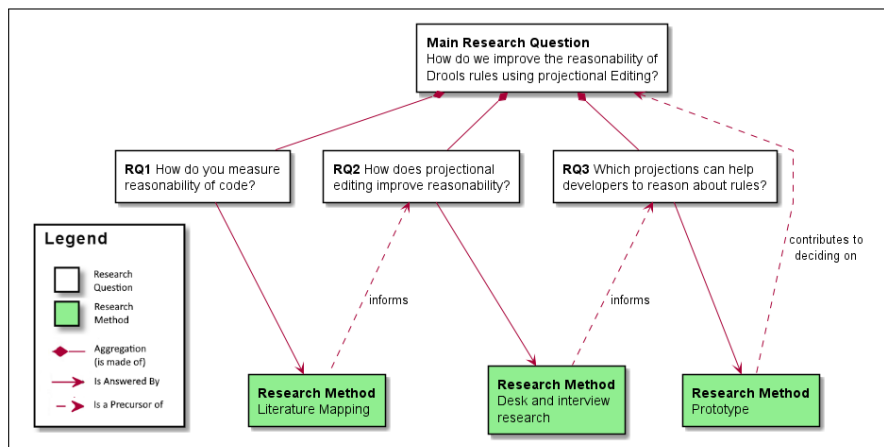 Main Research Question
How do we improve the reasonability of
Drools rules using projectional Editing?
RQ1 How do you measure
reasonability of code?
RQ2 How does projectional
editing improve reasonability?
RQ3 Which projections can help
developers to reason about rules?
Legend
Research
Question
Research
Method
Aggregation
(is made of)
Is Answered By
Is a Precursor of
informs
informs
contributes to
deciding on
Research Method
Literature Mapping
Research Method
Desk and interview
research
Research Method
Prototype